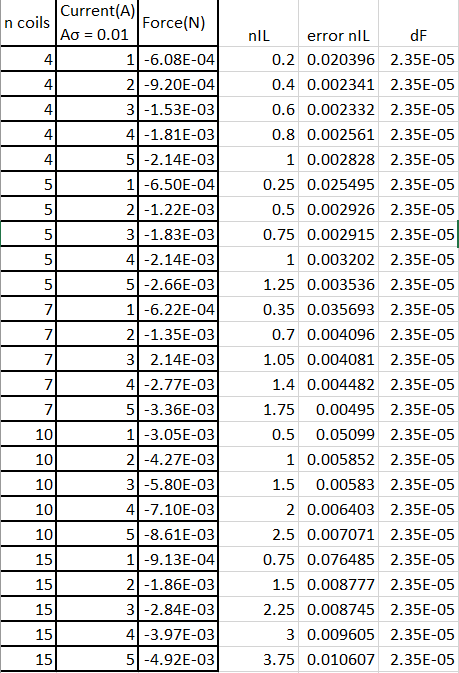 n coils Current(A) Aσ = 0.01 Force(N) nIL error nIL dF
4 1 -6.08E-04 0.2 0.020396 2.35E-05
4 2 -9.20E-04 0.4 0.002341 2.35E-05
4 3 -1.53E-03 0.6 0.002332 2.35E-05
4 4 -1.81E-03 0.8 0.002561 2.35E-05
4 5 -2.14E-03 1 0.002828 2.35E-05
5 1 -6.50E-04 0.25 0.025495 2.35E-05
5 2 -1.22E-03 0.5 0.002926 2.35E-05
5 3 -1.83E-03 0.75 0.002915 2.35E-05
5 4 -2.14E-03 1 0.003202 2.35E-05
5 5 -2.66E-03 1.25 0.003536 2.35E-05
7 1 -6.22E-04 0.35 0.035693 2.35E-05
7 2 -1.35E-03 0.7 0.004096 2.35E-05
7 3 2.14E-03 1.05 0.004081 2.35E-05
7 4 -2.77E-03 1.4 0.004482 2.35E-05
7 5 -3.36E-03 1.75 0.00495 2.35E-05
10 1 -3.05E-03 0.5 0.05099 2.35E-05
10 2 -4.27E-03 1 0.005852 2.35E-05
10 3 -5.80E-03 1.5 0.00583 2.35E-05
10 4 -7.10E-03 2 0.006403 2.35E-05
10 5 -8.61E-03 2.5 0.007071 2.35E-05
15 1 -9.13E-04 0.75 0.076485 2.35E-05
15 2 -1.86E-03 1.5 0.008777 2.35E-05
15 3 -2.84E-03 2.25 0.008745 2.35E-05
15 4 -3.97E-03 3 0.009605 2.35E-05
15 5 -4.92E-03 3.75 0.010607 2.35E-05